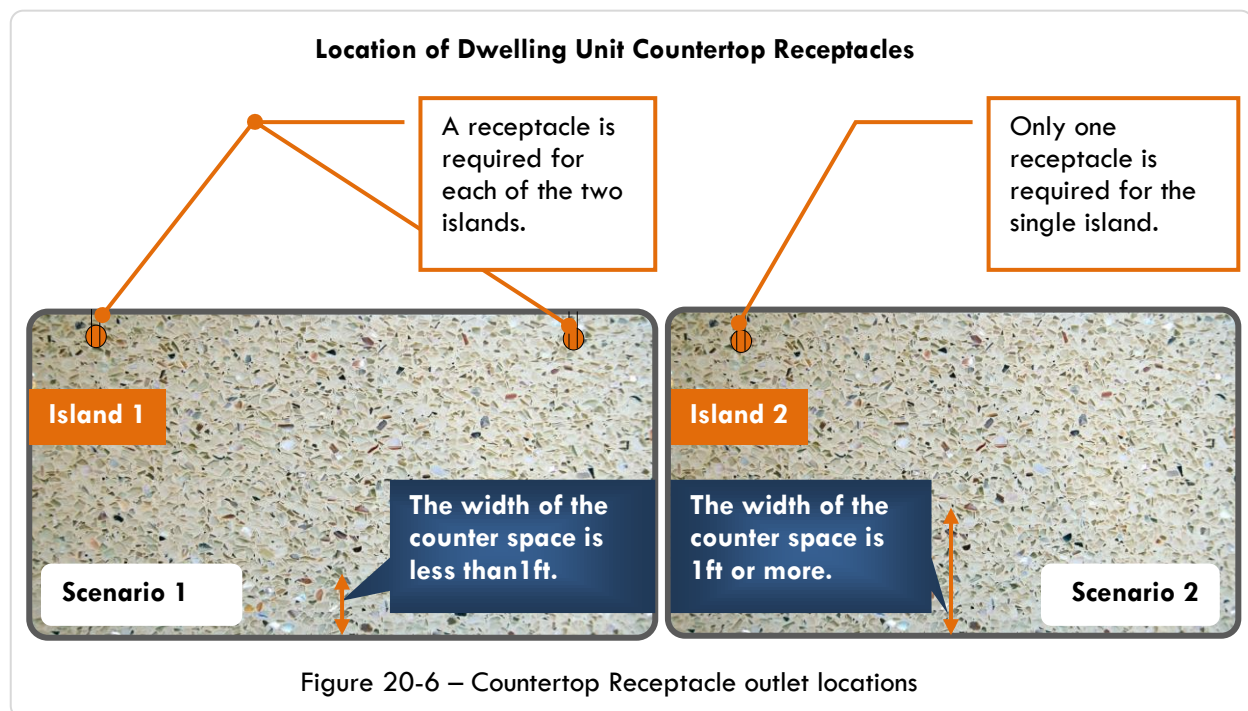 Location of Dwelling Unit Countertop Receptacles
A receptacle is
required for
each of the two
islands.
Only one
receptacle is
required for the
single island.
Island 1
The width of the
counter space is
less than1ft.
Scenario 1
Island 2
The width of the
counter space is
1ft or more.
Scenario 2
Figure 20-6 – Countertop Receptacle outlet locations